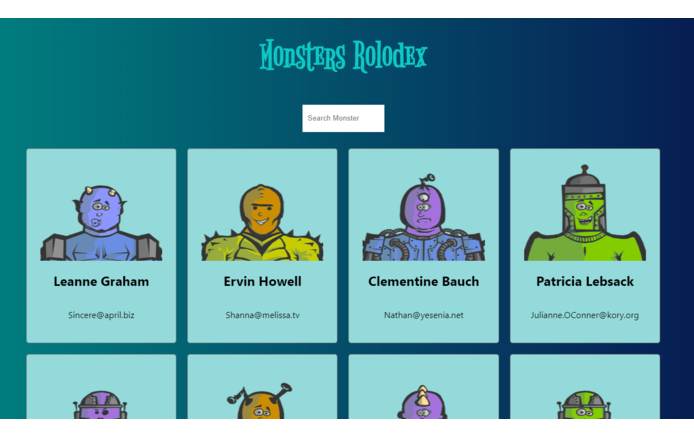 Monsters Rolodex
Search Monster
Leanne Graham
Ervin Howell
Clementine Bauch
Patricia Lebsack
Sincere@april.biz
Shanna@melissa.tv
Nathan@yesenia.net
Julianne.OConner@kory.org